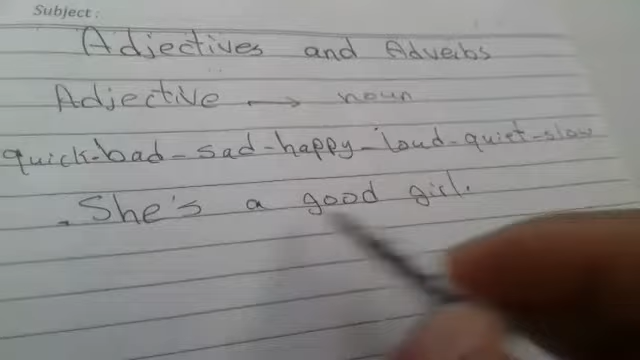 Subject:
Adjectives and Adverbs
Adjective → noun
quick-bad-sad-happy-loud-quiet-slow
. She's a good girl.